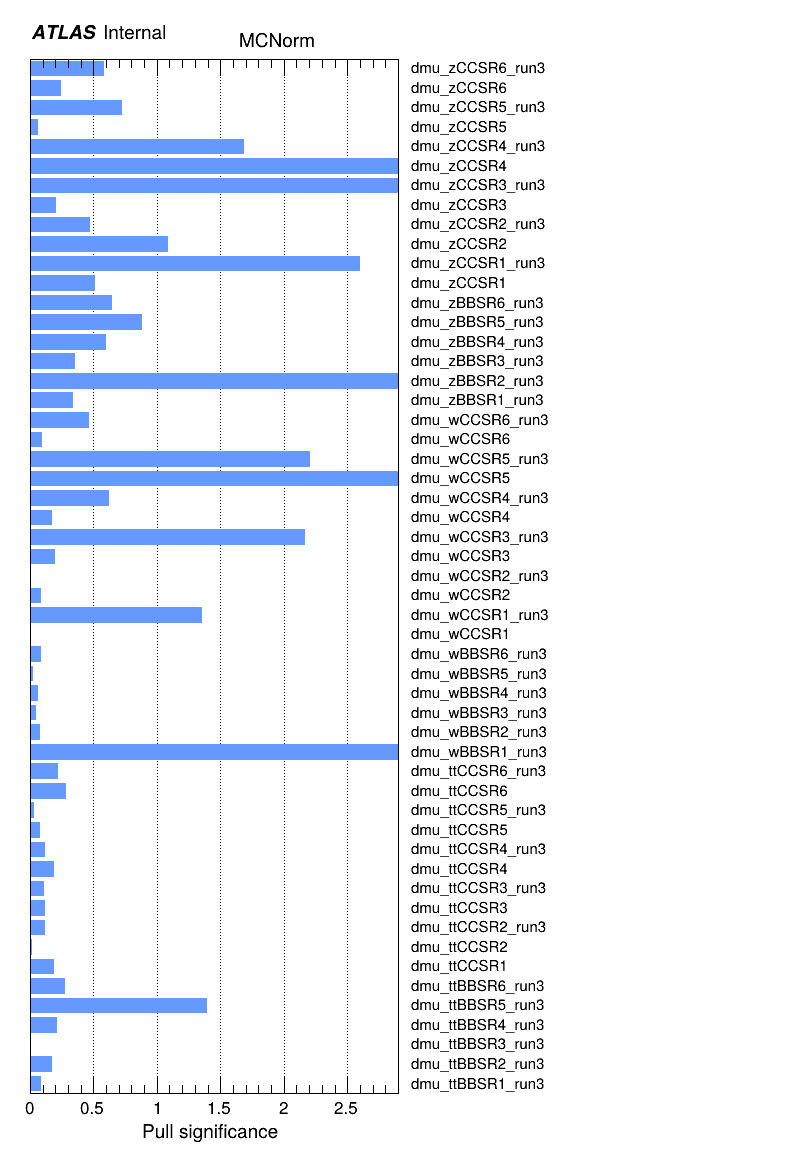 ATLAS Internal
MCNorm
dmu_zCCSR6_run3
dmu_zCCSR6
dmu_zCCSR5_run3
dmu_zCCSR5
dmu_zCCSR4_run3
dmu_zCCSR4
dmu_zCCSR3_run3
dmu_zCCSR3
dmu_zCCSR2_run3
dmu_zCCSR2
dmu_zCCSR1_run3
dmu_zCCSR1
dmu_zBBSR6_run3
dmu_zBBSR5_run3
dmu_zBBSR4_run3
dmu_zBBSR3_run3
dmu_zBBSR2_run3
dmu_zBBSR1_run3
dmu_wCCSR6_run3
dmu_wCCSR6
dmu_wCCSR5_run3
dmu_wCCSR5
dmu_wCCSR4_run3
dmu_wCCSR4
dmu_wCCSR3_run3
dmu_wCCSR3
dmu_wCCSR2_run3
dmu_wCCSR2
dmu_wCCSR1_run3
dmu_wCCSR1
dmu_wBBSR6_run3
dmu_wBBSR5_run3
dmu_wBBSR4_run3
dmu_wBBSR3_run3
dmu_wBBSR2_run3
dmu_wBBSR1_run3
dmu_ttCCSR6_run3
dmu_ttCCSR6
dmu_ttCCSR5_run3
dmu_ttCCSR5
dmu_ttCCSR4_run3
dmu_ttCCSR4
dmu_ttCCSR3_run3
dmu_ttCCSR3
dmu_ttCCSR2_run3
dmu_ttCCSR2
dmu_ttCCSR1
dmu_ttBBSR6_run3
dmu_ttBBSR5_run3
dmu_ttBBSR4_run3
dmu_ttBBSR3_run3
dmu_ttBBSR2_run3
dmu_ttBBSR1_run3
0 0.5 1 1.5 2 2.5
Pull significance